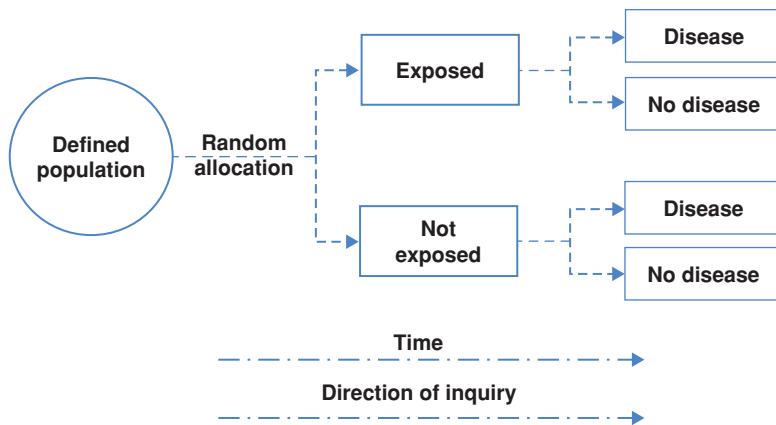 Defined
population
Random
allocation
Exposed
Disease
No disease
Not
exposed
Disease
No disease
Time
Direction of inquiry